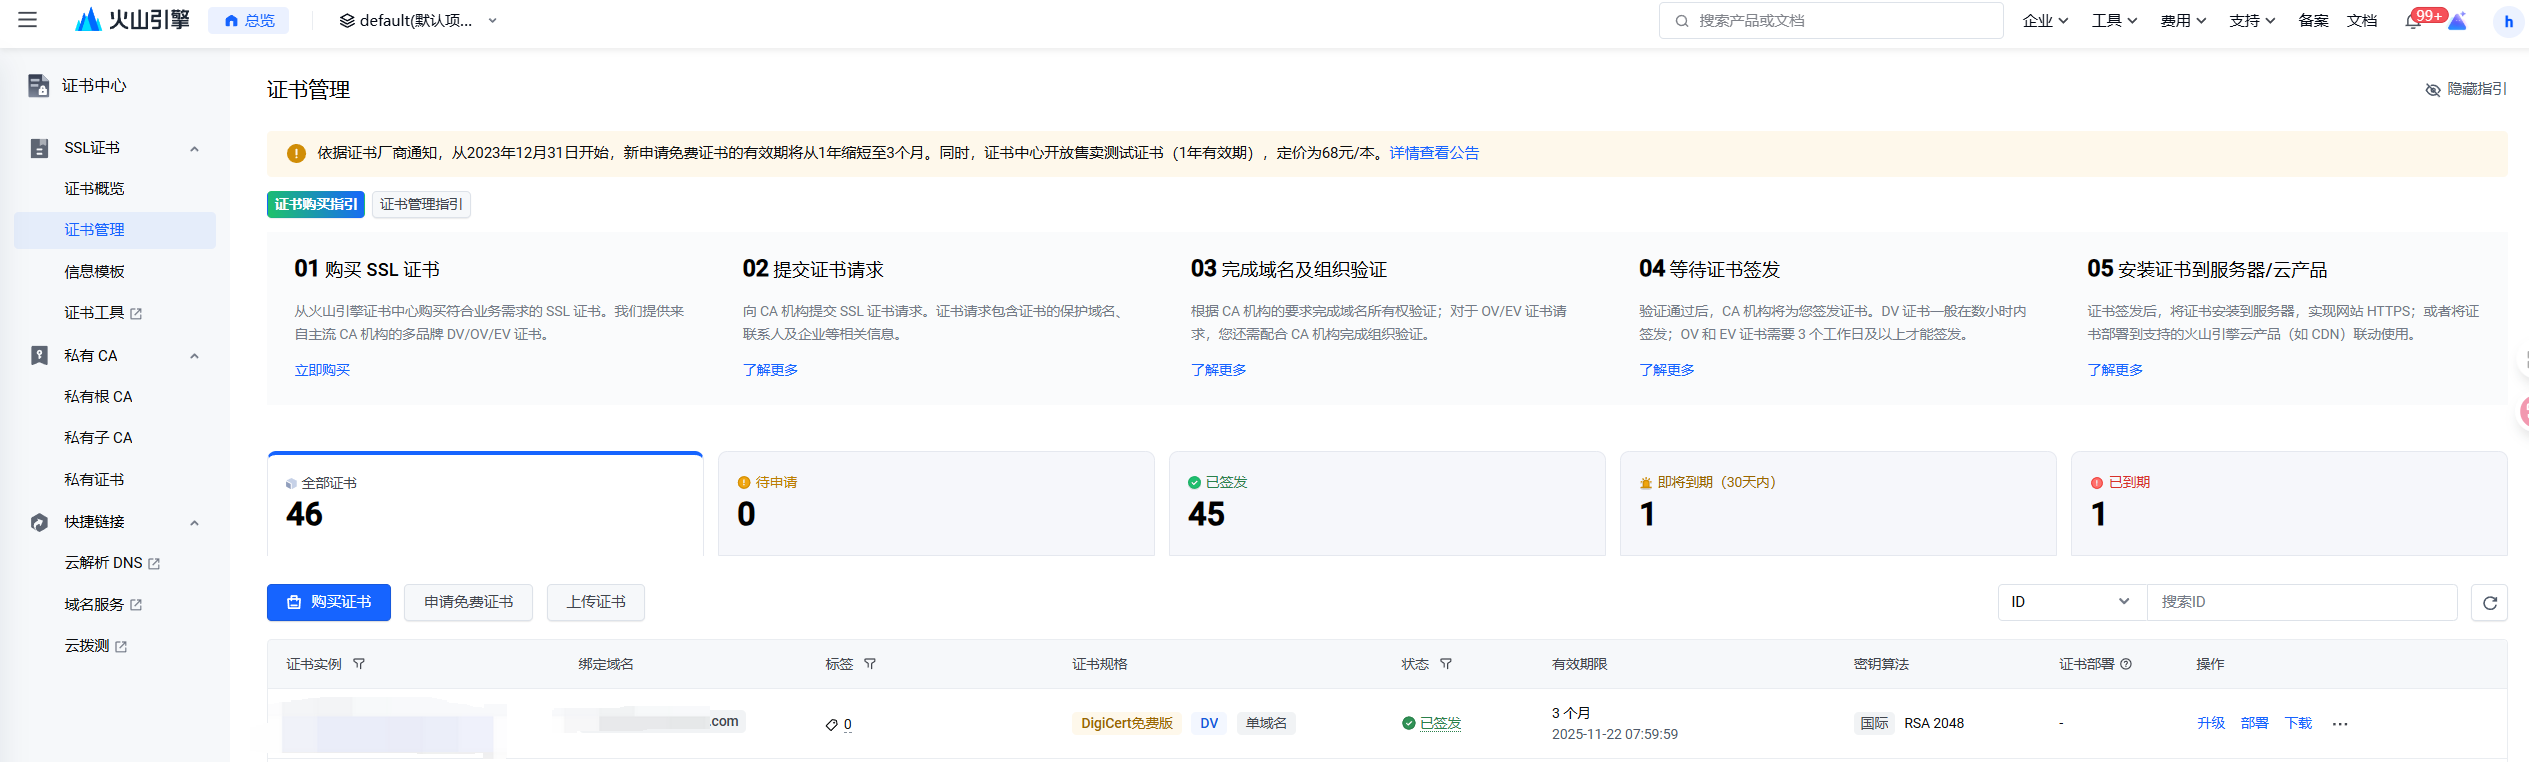 火山引擎
总览
default(默认项...
搜索产品或文档
企业
工具
费用
支持
备案
文档
99+
h
证书中心
SSL证书
证书概览
证书管理
信息模板
证书工具
私有 CA
私有根 CA
私有子 CA
私有证书
快捷链接
云解析 DNS
域名服务
云拨测
证书管理
隐藏指引
依据证书厂商通知，从2023年12月31日开始，新申请免费证书的有效期将从1年缩短至3个月。同时，证书中心开放售卖测试证书（1年有效期），定价为68元/本。详情查看公告
证书购买指引
证书管理指引
01 购买 SSL 证书
从火山引擎证书中心购买符合业务需求的 SSL 证书。我们提供来
自主流 CA 机构的多品牌 DV/OV/EV 证书。
立即购买
02 提交证书请求
向 CA 机构提交 SSL 证书请求。证书请求包含证书的保护域名、
联系人及企业等相关信息。
了解更多
03 完成域名及组织验证
根据 CA 机构的要求完成域名所有权验证；对于 OV/EV 证书请
求，您还需配合 CA 机构完成组织验证。
了解更多
04 等待证书签发
验证通过后，CA 机构将为您签发证书。DV 证书一般在数小时内
签发；OV 和 EV 证书需要 3 个工作日及以上才能签发。
了解更多
05 安装证书到服务器/云产品
证书签发后，将证书安装到服务器，实现网站 HTTPS；或者将证
书部署到支持的火山引擎云产品（如 CDN）联动使用。
了解更多
全部证书
46
待申请
0
已签发
45
即将到期（30天内）
1
已到期
1
购买证书
申请免费证书
上传证书
ID
搜索ID
证书实例
绑定域名
标签
证书规格
状态
有效期限
密钥算法
证书部署
操作
.com
0
DigiCert免费版
DV
单域名
已签发
3 个月
2025-11-22 07:59:59
国际
RSA 2048
-
升级
部署
下载
...